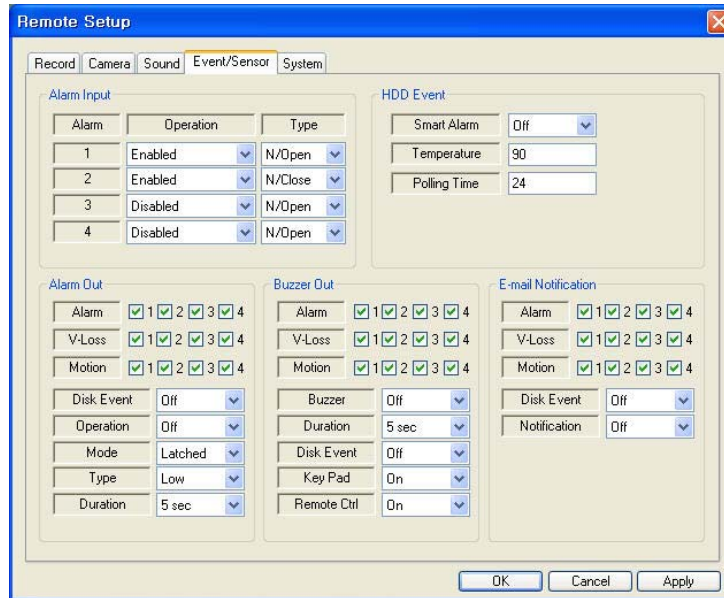 Remote Setup
Record Camera Sound Event/Sensor System
Alarm Input
Alarm Operation Type
1 Enabled N/Open
2 Enabled N/Close
3 Disabled N/Open
4 Disabled N/Open
HDD Event
Smart Alarm Off
Temperature 90
Polling Time 24
Alarm Out
Alarm 1 2 3 4
V-Loss 1 2 3 4
Motion 1 2 3 4
Disk Event Off
Operation Off
Mode Latched
Type Low
Duration 5 sec
Buzzer Out
Alarm 1 2 3 4
V-Loss 1 2 3 4
Motion 1 2 3 4
Buzzer Off
Duration 5 sec
Disk Event Off
Key Pad On
Remote Ctrl On
E-mail Notification
Alarm 1 2 3 4
V-Loss 1 2 3 4
Motion 1 2 3 4
Disk Event Off
Notification Off
OK Cancel Apply